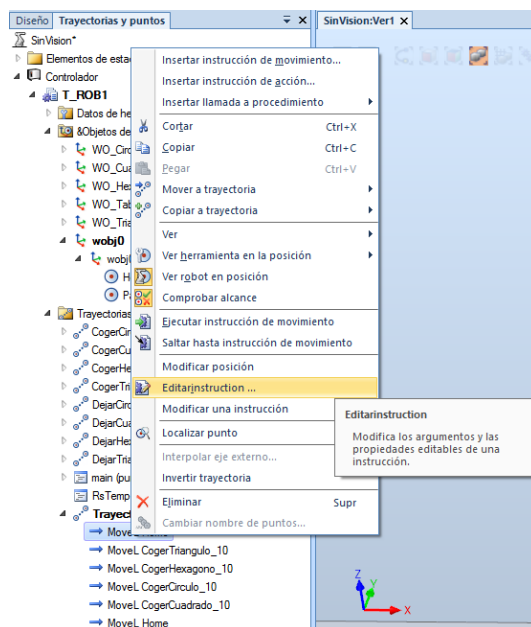 Diseño Trayectorias y puntos
SinVision:Ver1
SinVision*
Elementos de esta
Controlador
T_ROB1
Datos de he
&Objetos de
WO_Circ
WO_Cua
WO_He
WO_Tab
WO_Tria
wobj0
wobj
H
P
Trayectorias
CogerCir
CogerCu
CogerHe
CogerTri
DejarCirc
DejarCua
DejarHe
DejarTria
main (pu
RsTemp
Trayect
MoveL Home
MoveL CogerTriangulo_10
MoveL CogerHexagono_10
MoveL CogerCirculo_10
MoveL CogerCuadrado_10
MoveL Home
Insertar instrucción de movimiento...
Insertar instrucción de acción...
Insertar llamada a procedimiento
Cortar Ctrl+X
Copiar Ctrl+C
Pegar Ctrl+V
Mover a trayectoria
Copiar a trayectoria
Ver
Ver herramienta en la posición
Ver robot en posición
Comprobar alcance
Ejecutar instrucción de movimiento
Saltar hasta instrucción de movimiento
Modificar posición
Editarinstruction ...
Modificar una instrucción
Localizar punto
Interpolar eje externo...
Invertir trayectoria
Eliminar Supr
Cambiar nombre de puntos...
Editarinstruction
Modifica los argumentos y las
propiedades editables de una
instrucción.
Z
Y
X